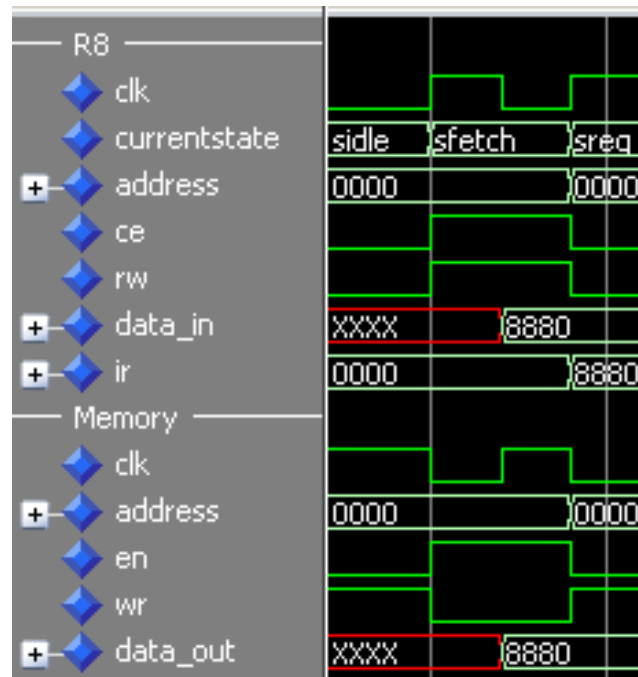 R8
clk
currentstate sidle sfetch sreq
address 0000 0000
ce
rw
data_in XXXX 8880
ir 0000 8880
Memory
clk
address 0000 0000
en
wr
data_out XXXX 8880